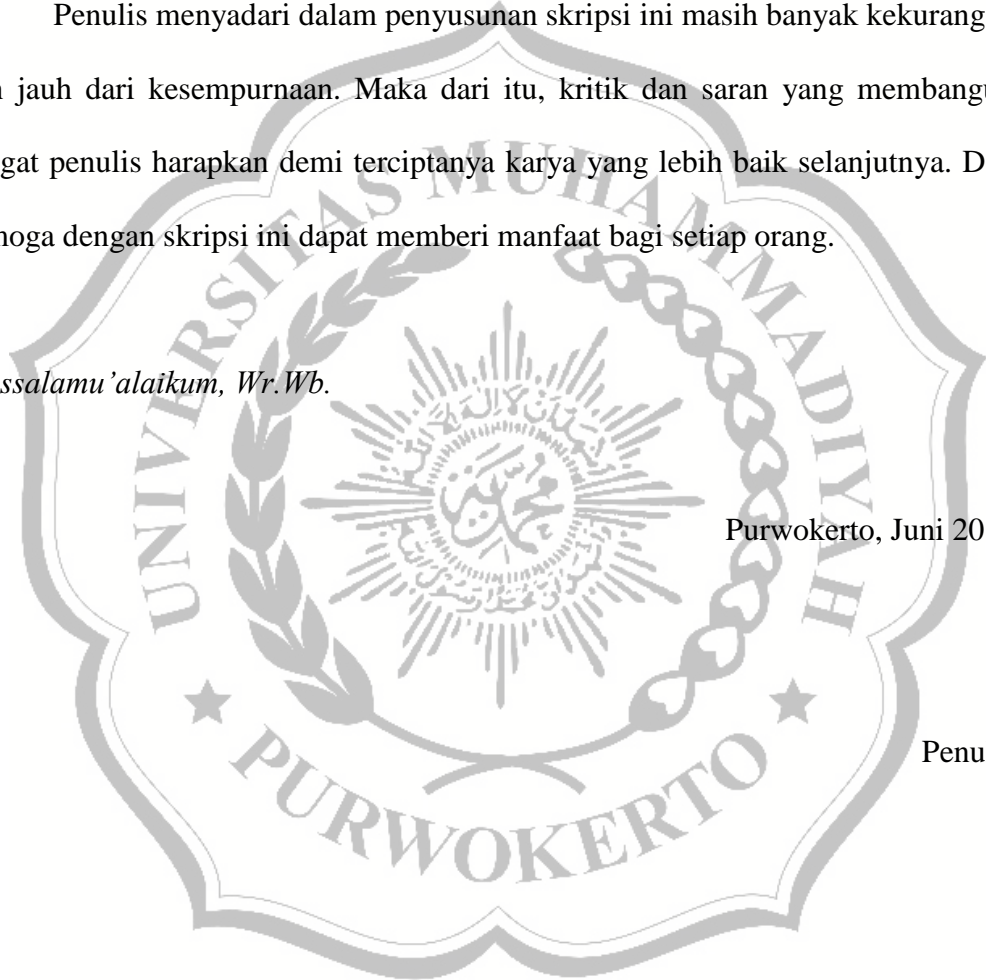 Penulis menyadari dalam penyusunan skripsi ini masih banyak kekurang
jauh dari kesempurnaan. Maka dari itu, kritik dan saran yang membangu
gat penulis harapkan demi terciptanya karya yang lebih baik selanjutnya. D
noga dengan skripsi ini dapat memberi manfaat bagi setiap orang.
ssalamu’alaikum, Wr.Wb.
Purwokerto, Juni 20
Penu
UNIVERSITAS MUHAMMADIYAH
PURWOKERTO